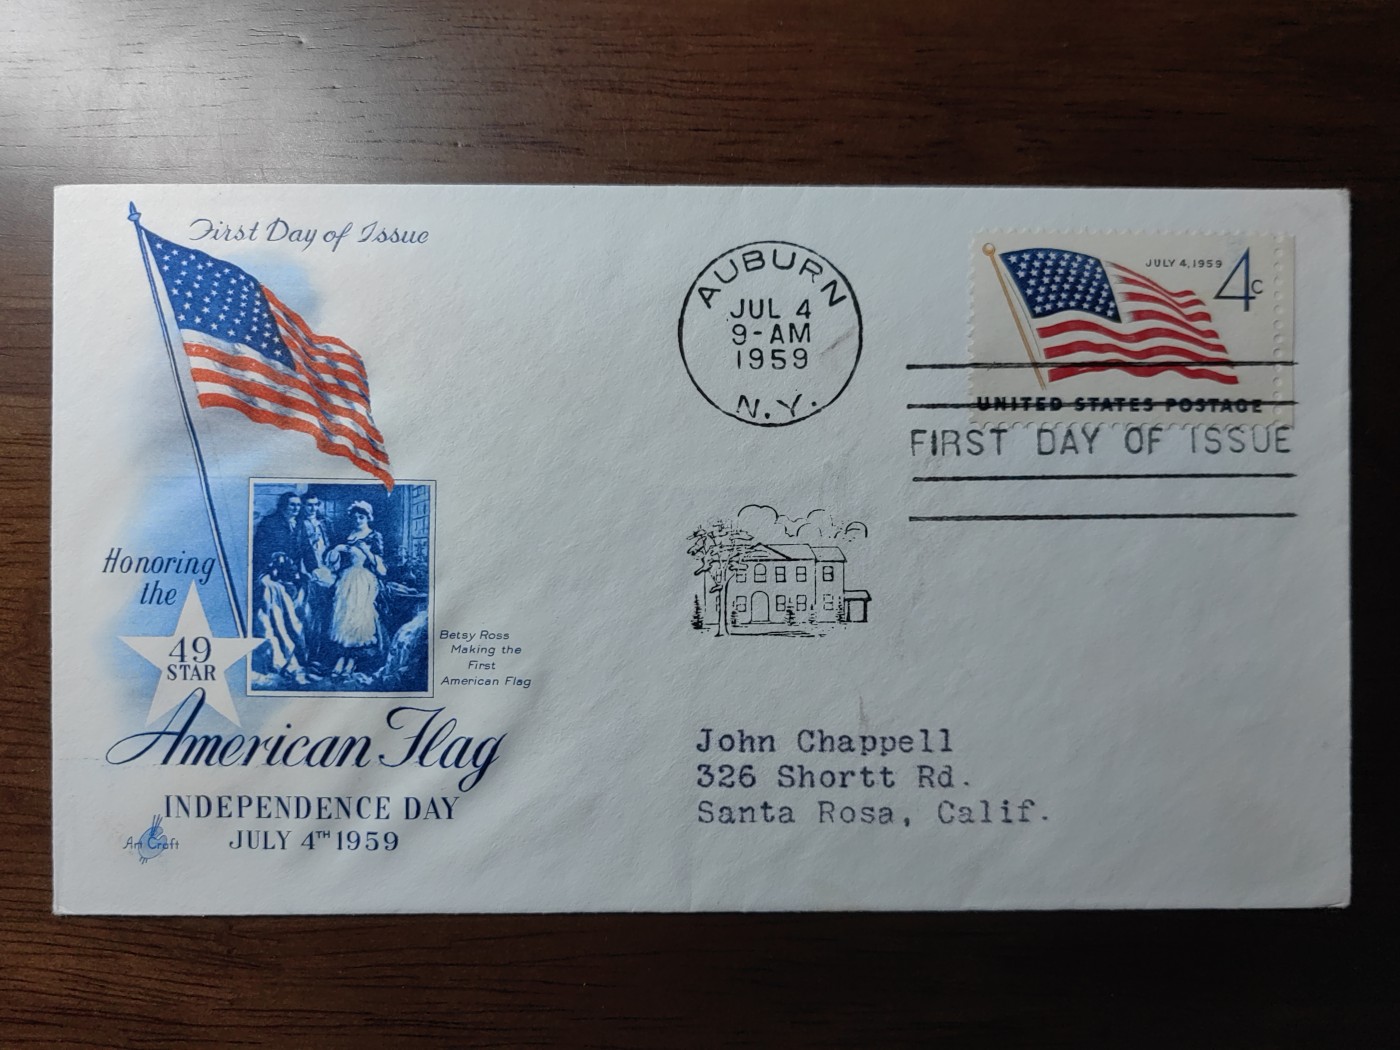 First Day of Issue
Honoring
the
49
STAR
American Flag
INDEPENDENCE DAY
JULY 4TH 1959
Art Craft
Betsy Ross
Making the
First
American Flag
AUBURN
JUL 4
9-AM
1959
N.Y.
JULY 4, 1959
4c
UNITED STATES POSTAGE
FIRST DAY OF ISSUE
John Chappell
326 Shortt Rd.
Santa Rosa, Calif.